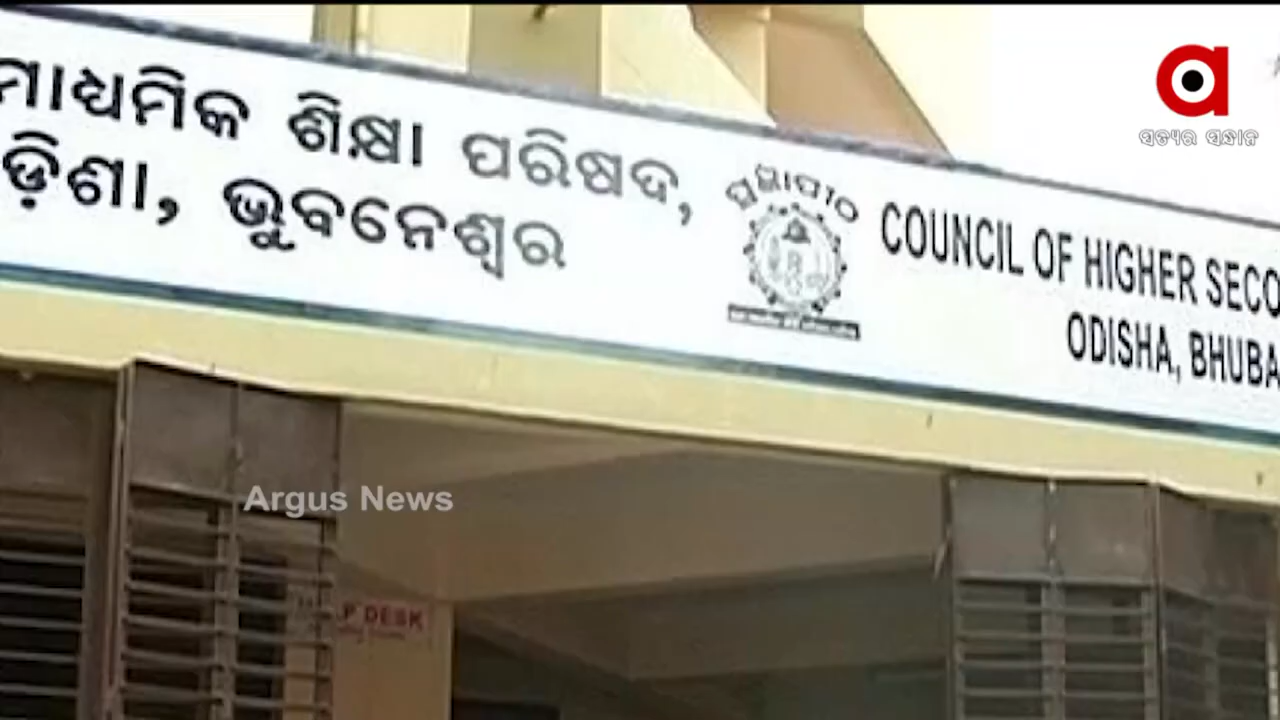 ମାଧ୍ୟମିକ ଶିକ୍ଷା ପରିଷଦ,
ଡ଼ିଶା, ଭୁବନେଶ୍ୱର
COUNCIL OF HIGHER SECO
ODISHA, BHUBA
a
ସତ୍ୟର ସନ୍ଧାନ
Argus News
P DESK